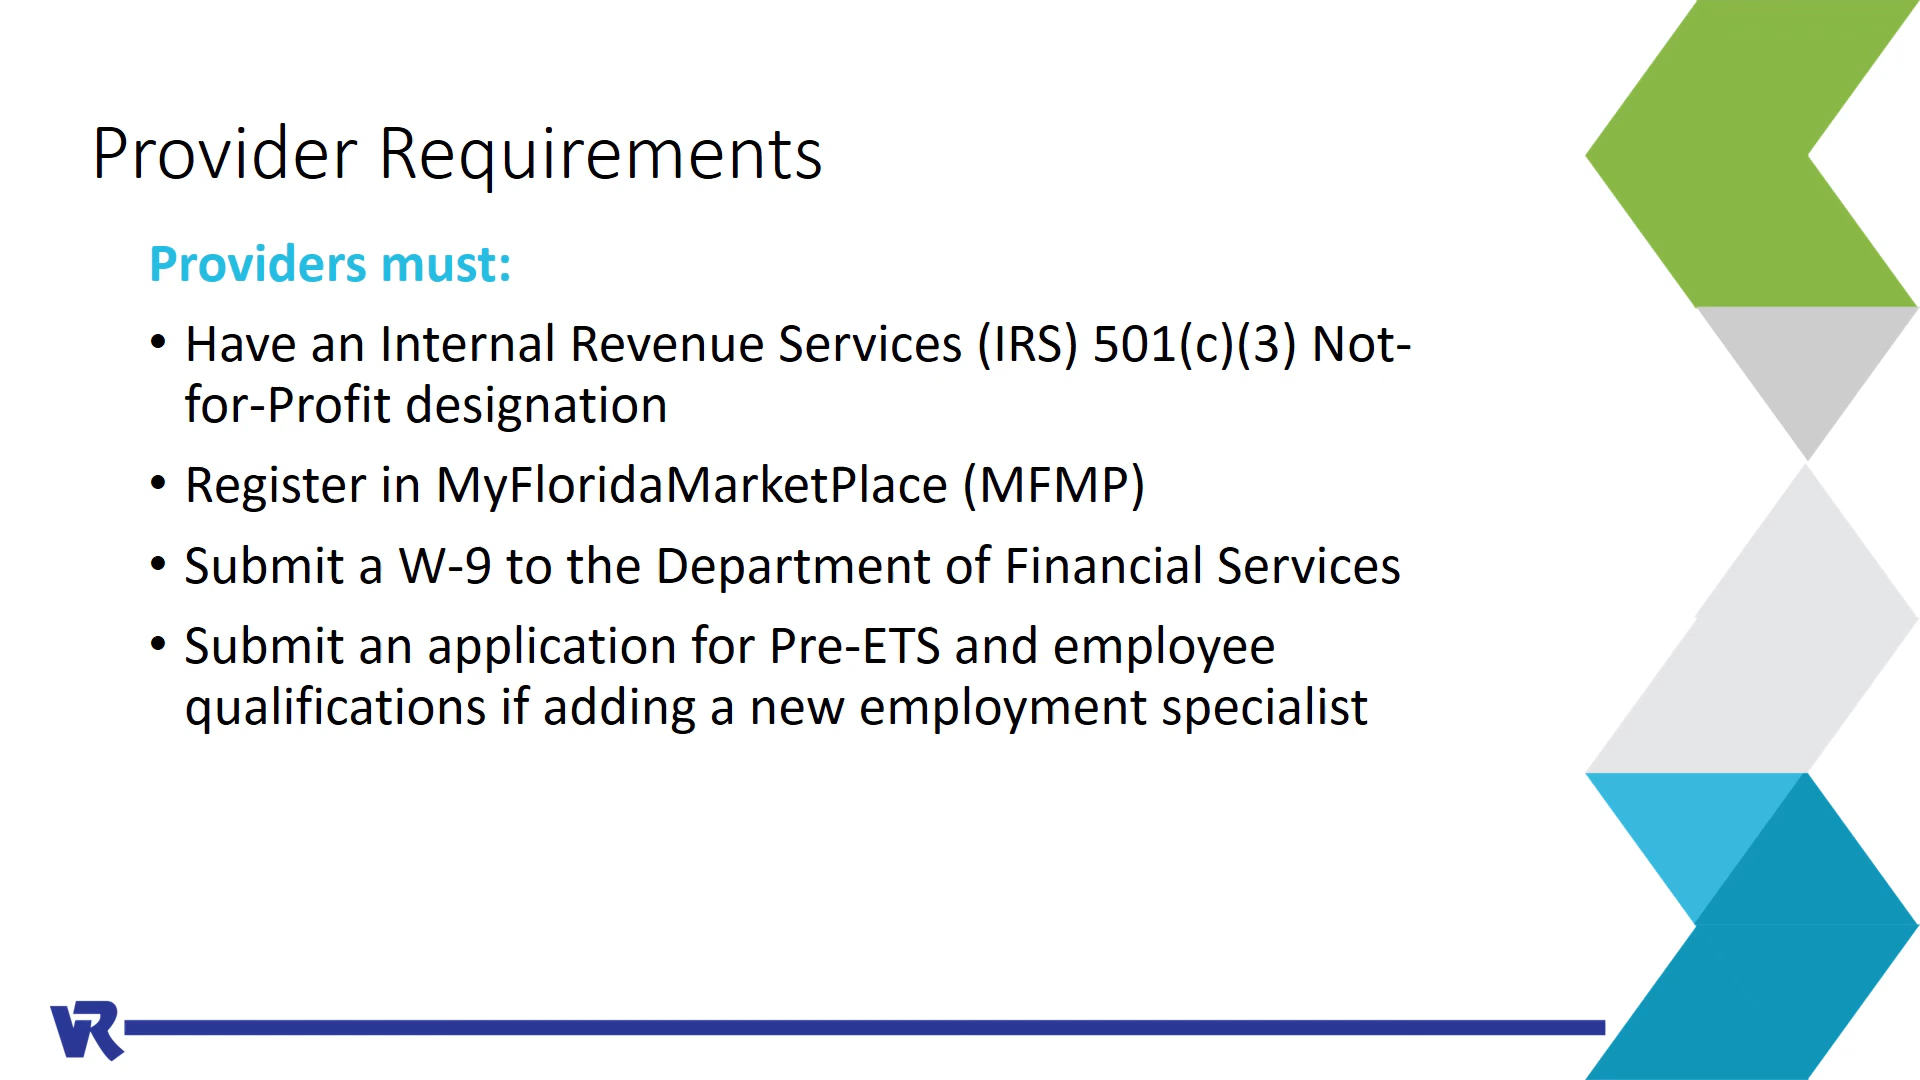 Provider Requirements
Providers must:
• Have an Internal Revenue Services (IRS) 501(c)(3) Not-
for-Profit designation
• Register in MyFloridaMarketPlace (MFMP)
• Submit a W-9 to the Department of Financial Services
• Submit an application for Pre-ETS and employee
qualifications if adding a new employment specialist
VR